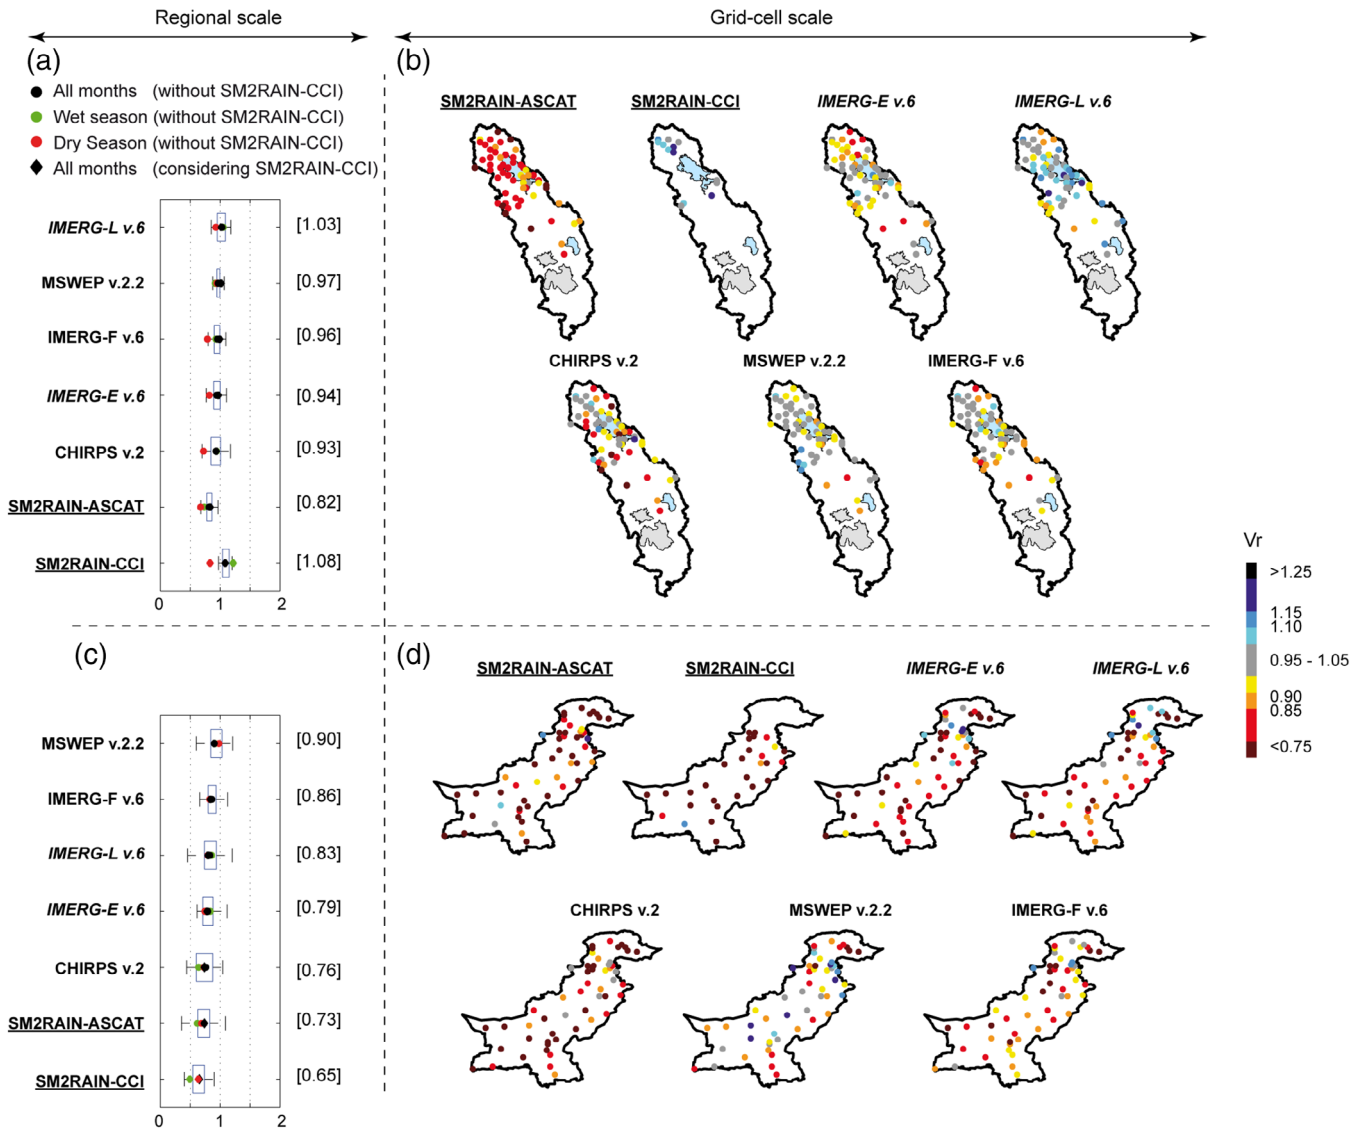 Regional scale
Grid-cell scale
(a)
All months (without SM2RAIN-CCI)
Wet season (without SM2RAIN-CCI)
Dry Season (without SM2RAIN-CCI)
All months (considering SM2RAIN-CCI)
IMERG-L v.6 [1.03]
MSWEP v.2.2 [0.97]
IMERG-F v.6 [0.96]
IMERG-E v.6 [0.94]
CHIRPS v.2 [0.93]
SM2RAIN-ASCAT [0.82]
SM2RAIN-CCI [1.08]
0 1 2
(b)
SM2RAIN-ASCAT SM2RAIN-CCI IMERG-E v.6 IMERG-L v.6
CHIRPS v.2 MSWEP v.2.2 IMERG-F v.6
Vr
>1.25
1.15
1.10
0.95 - 1.05
0.90
0.85
<0.75
(c)
MSWEP v.2.2 [0.90]
IMERG-F v.6 [0.86]
IMERG-L v.6 [0.83]
IMERG-E v.6 [0.79]
CHIRPS v.2 [0.76]
SM2RAIN-ASCAT [0.73]
SM2RAIN-CCI [0.65]
0 1 2
(d)
SM2RAIN-ASCAT SM2RAIN-CCI IMERG-E v.6 IMERG-L v.6
CHIRPS v.2 MSWEP v.2.2 IMERG-F v.6